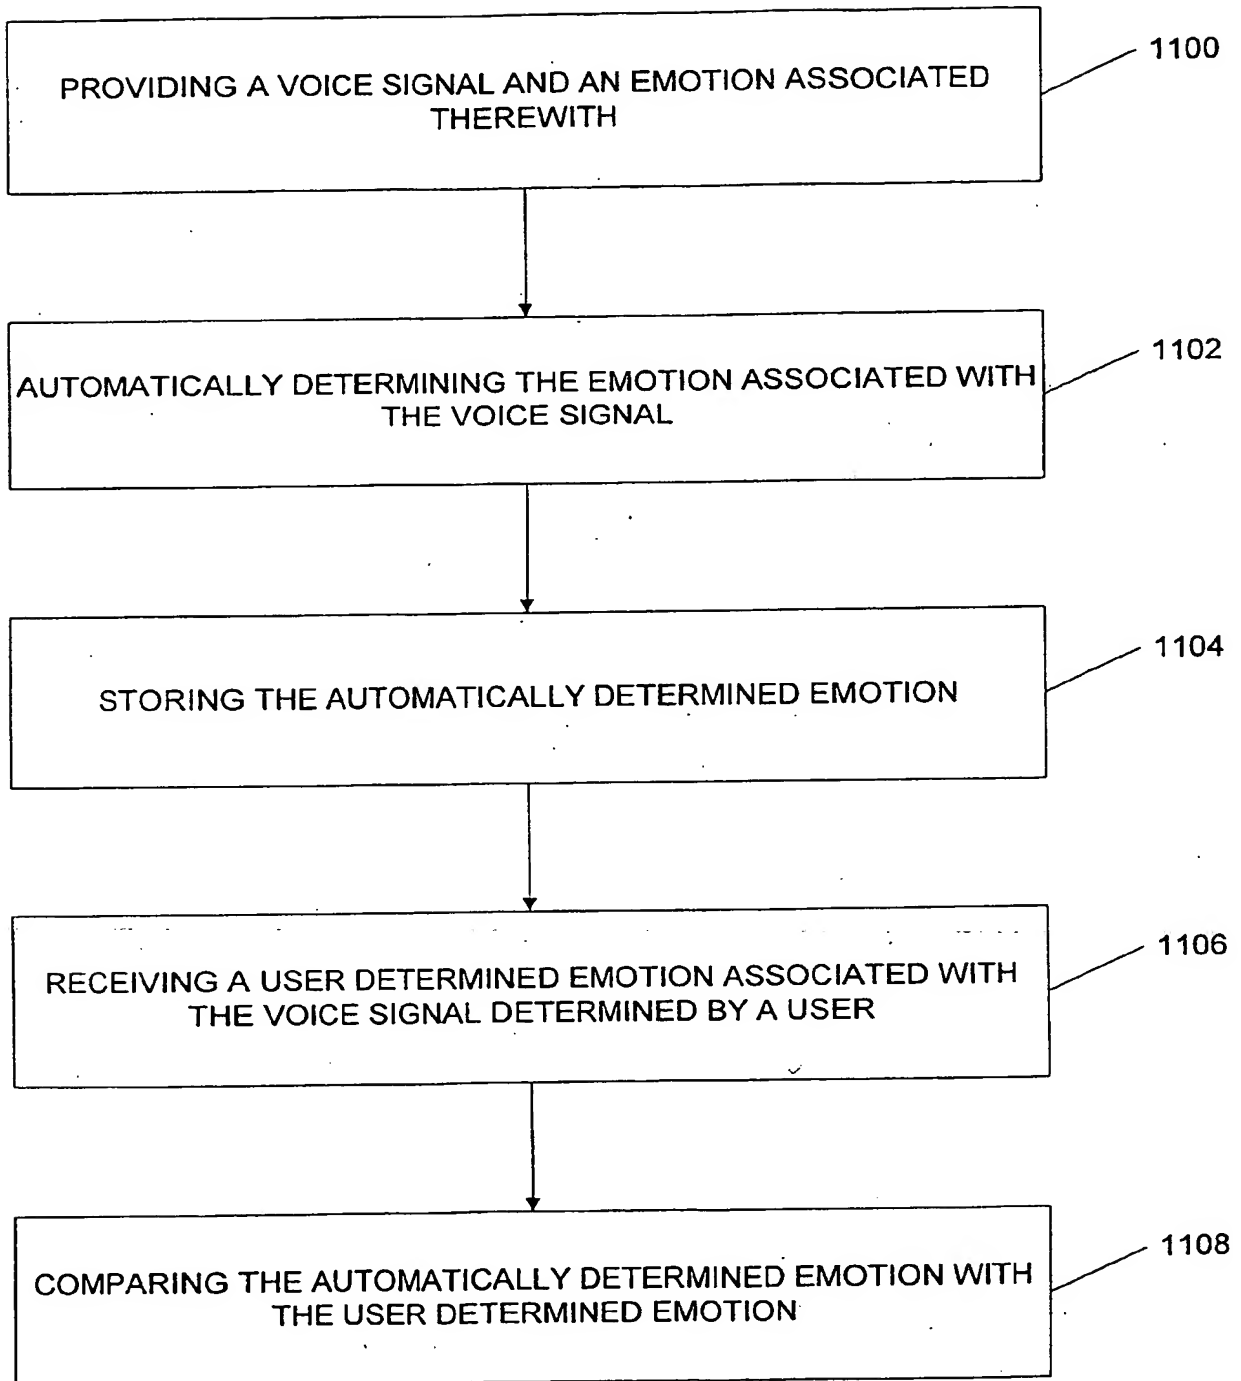 1100
PROVIDING A VOICE SIGNAL AND AN EMOTION ASSOCIATED
THEREWITH
1102
AUTOMATICALLY DETERMINING THE EMOTION ASSOCIATED WITH
THE VOICE SIGNAL
1104
STORING THE AUTOMATICALLY DETERMINED EMOTION
1106
RECEIVING A USER DETERMINED EMOTION ASSOCIATED WITH
THE VOICE SIGNAL DETERMINED BY A USER
1108
COMPARING THE AUTOMATICALLY DETERMINED EMOTION WITH
THE USER DETERMINED EMOTION